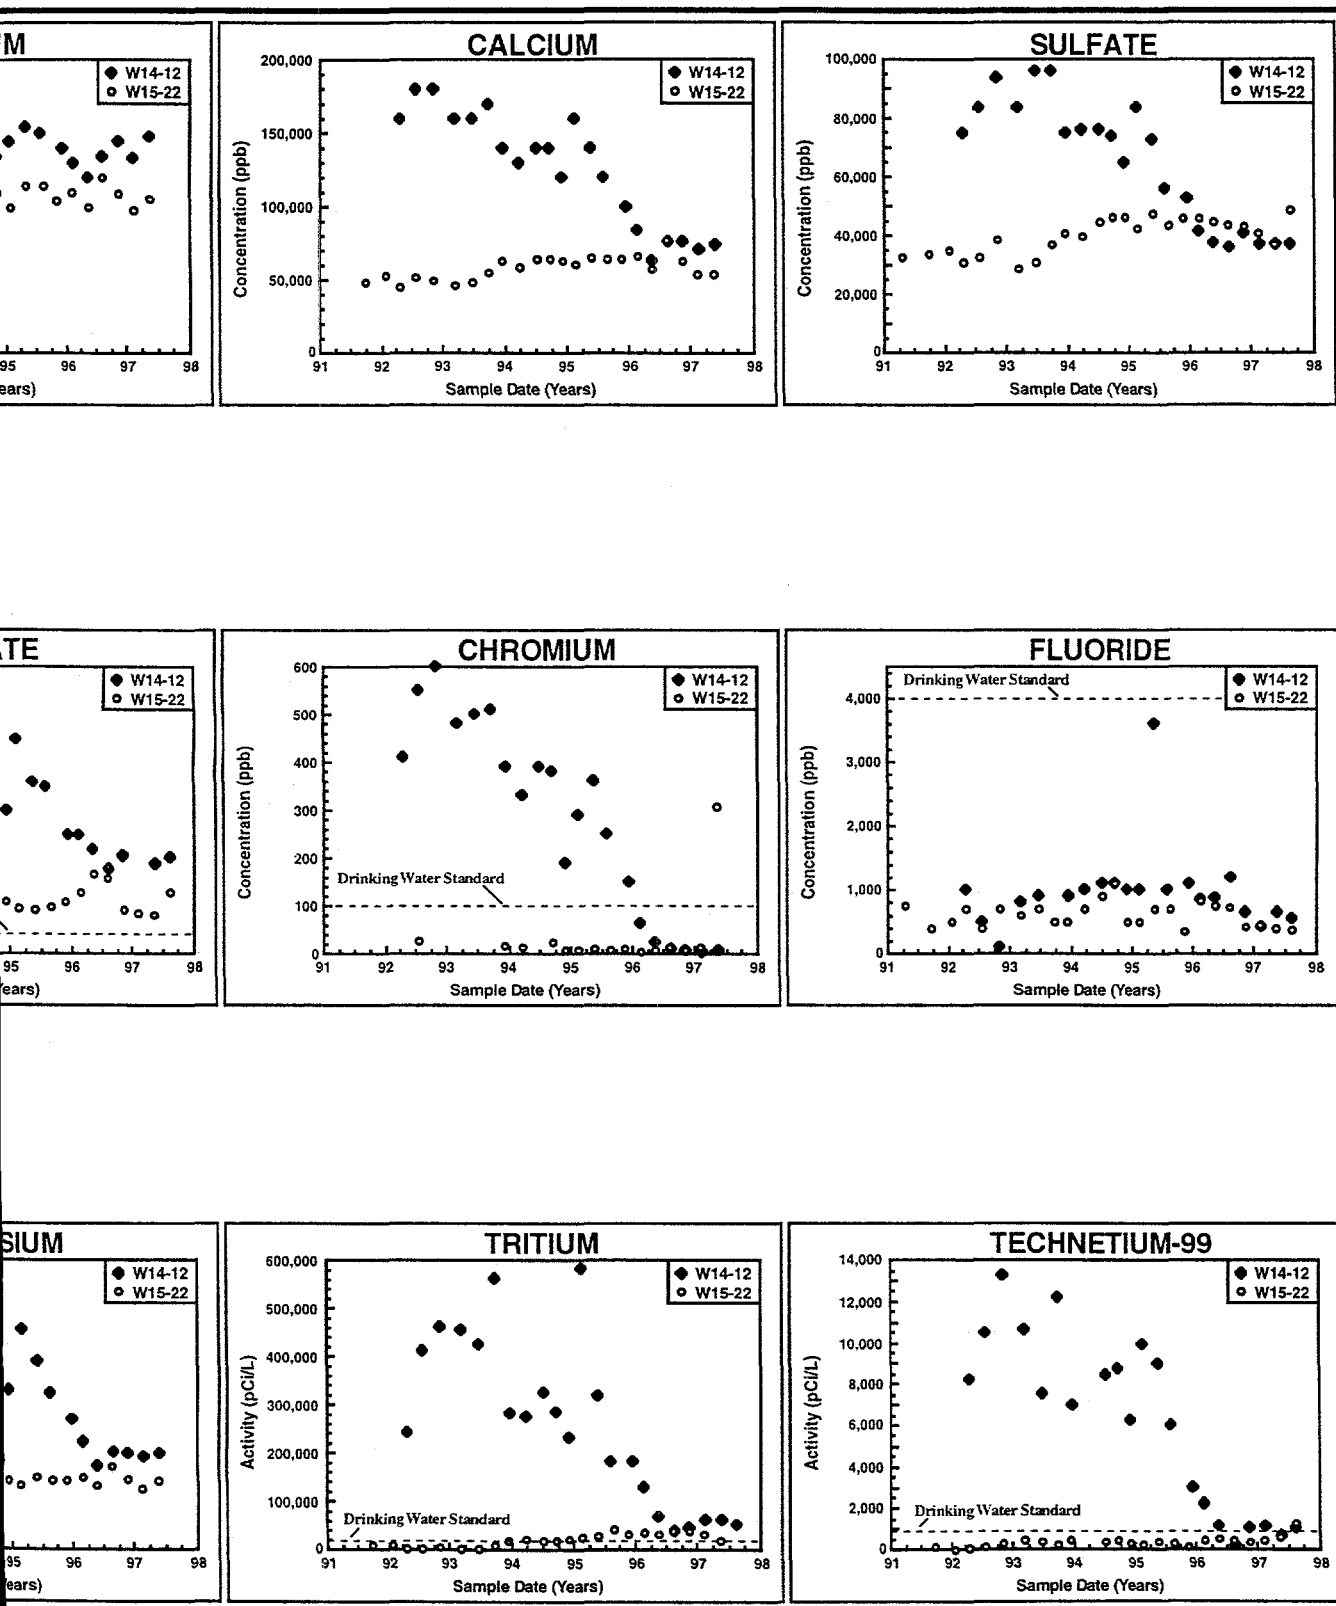 M
W14-12
W15-22
95
96
97
98
ears)
CALCIUM
W14-12
W15-22
200,000
150,000
100,000
50,000
0
Concentration (ppb)
91
92
93
94
95
96
97
98
Sample Date (Years)
SULFATE
W14-12
W15-22
100,000
80,000
60,000
40,000
20,000
0
Concentration (ppb)
91
92
93
94
95
96
97
98
Sample Date (Years)
TE
W14-12
W15-22
95
96
97
98
ears)
CHROMIUM
W14-12
W15-22
600
500
400
300
200
100
0
Concentration (ppb)
Drinking Water Standard
91
92
93
94
95
96
97
98
Sample Date (Years)
FLUORIDE
Drinking Water Standard
W14-12
W15-22
4,000
3,000
2,000
1,000
0
Concentration (ppb)
91
92
93
94
95
96
97
98
Sample Date (Years)
SIUM
W14-12
W15-22
95
96
97
98
ears)
TRITIUM
W14-12
W15-22
600,000
500,000
400,000
300,000
200,000
100,000
0
Activity (pCi/L)
Drinking Water Standard
91
92
93
94
95
96
97
98
Sample Date (Years)
TECHNETIUM-99
W14-12
W15-22
14,000
12,000
10,000
8,000
6,000
4,000
2,000
0
Activity (pCi/L)
Drinking Water Standard
91
92
93
94
95
96
97
98
Sample Date (Years)